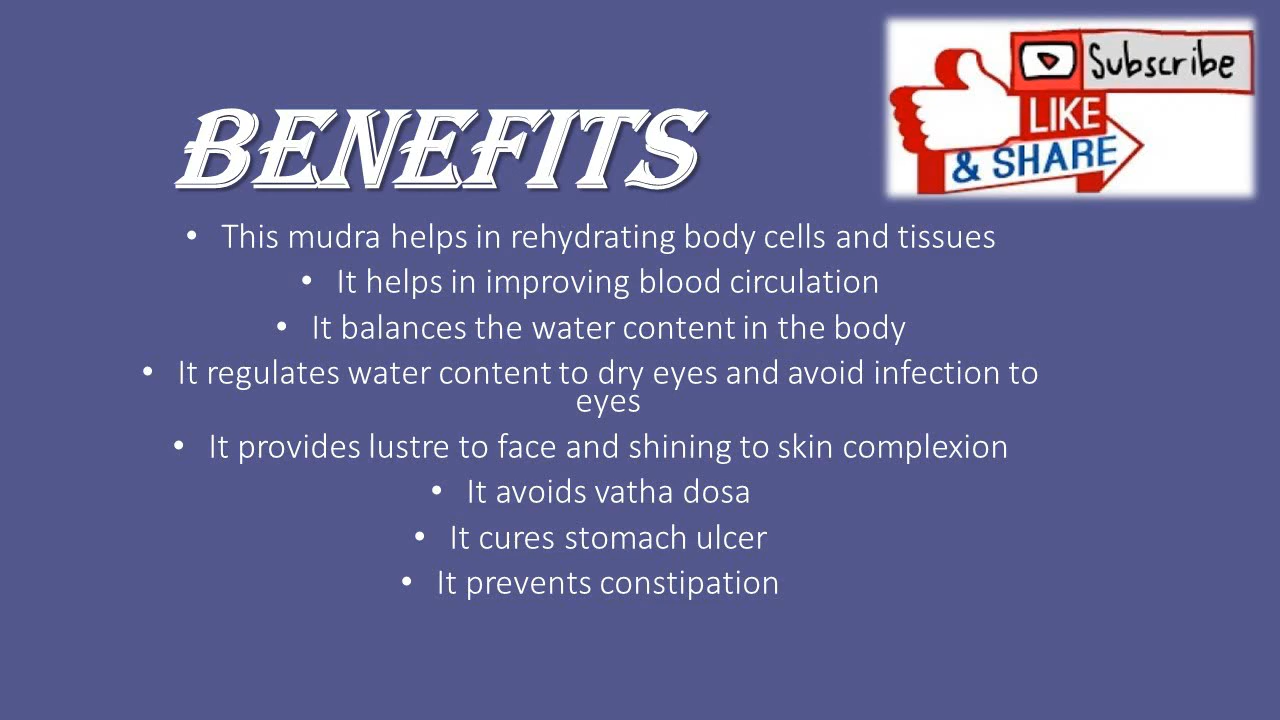 Subscribe
LIKE
& SHARE
BENEFITS
• This mudra helps in rehydrating body cells and tissues
• It helps in improving blood circulation
• It balances the water content in the body
• It regulates water content to dry eyes and avoid infection to
eyes
• It provides lustre to face and shining to skin complexion
• It avoids vatha dosa
• It cures stomach ulcer
• It prevents constipation